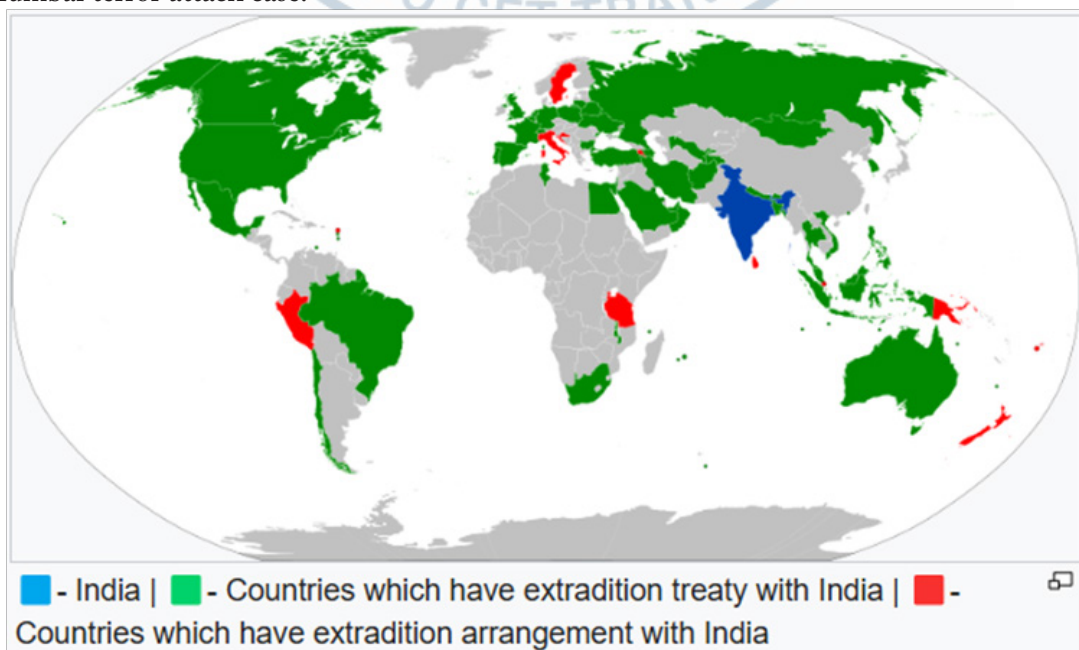 - India | - Countries which have extradition treaty with India | -
Countries which have extradition arrangement with India